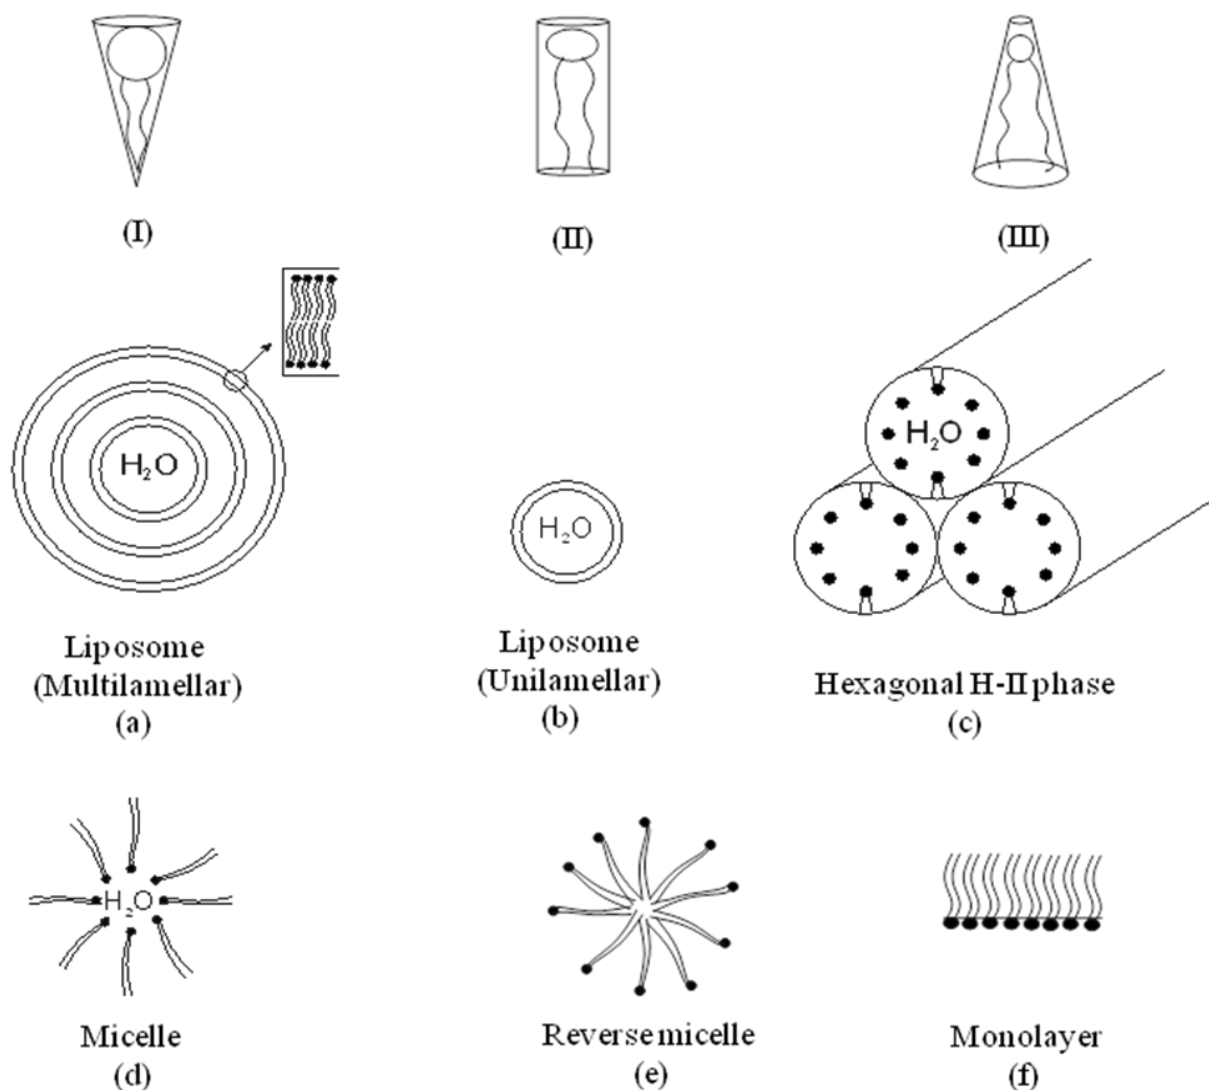 (I)
(II)
(III)
H₂O
H₂O
H₂O
Liposome
(Multilamellar)
(a)
Liposome
(Unilamellar)
(b)
Hexagonal H-II phase
(c)
H₂O
Micelle
(d)
Reverse micelle
(e)
Monolayer
(f)